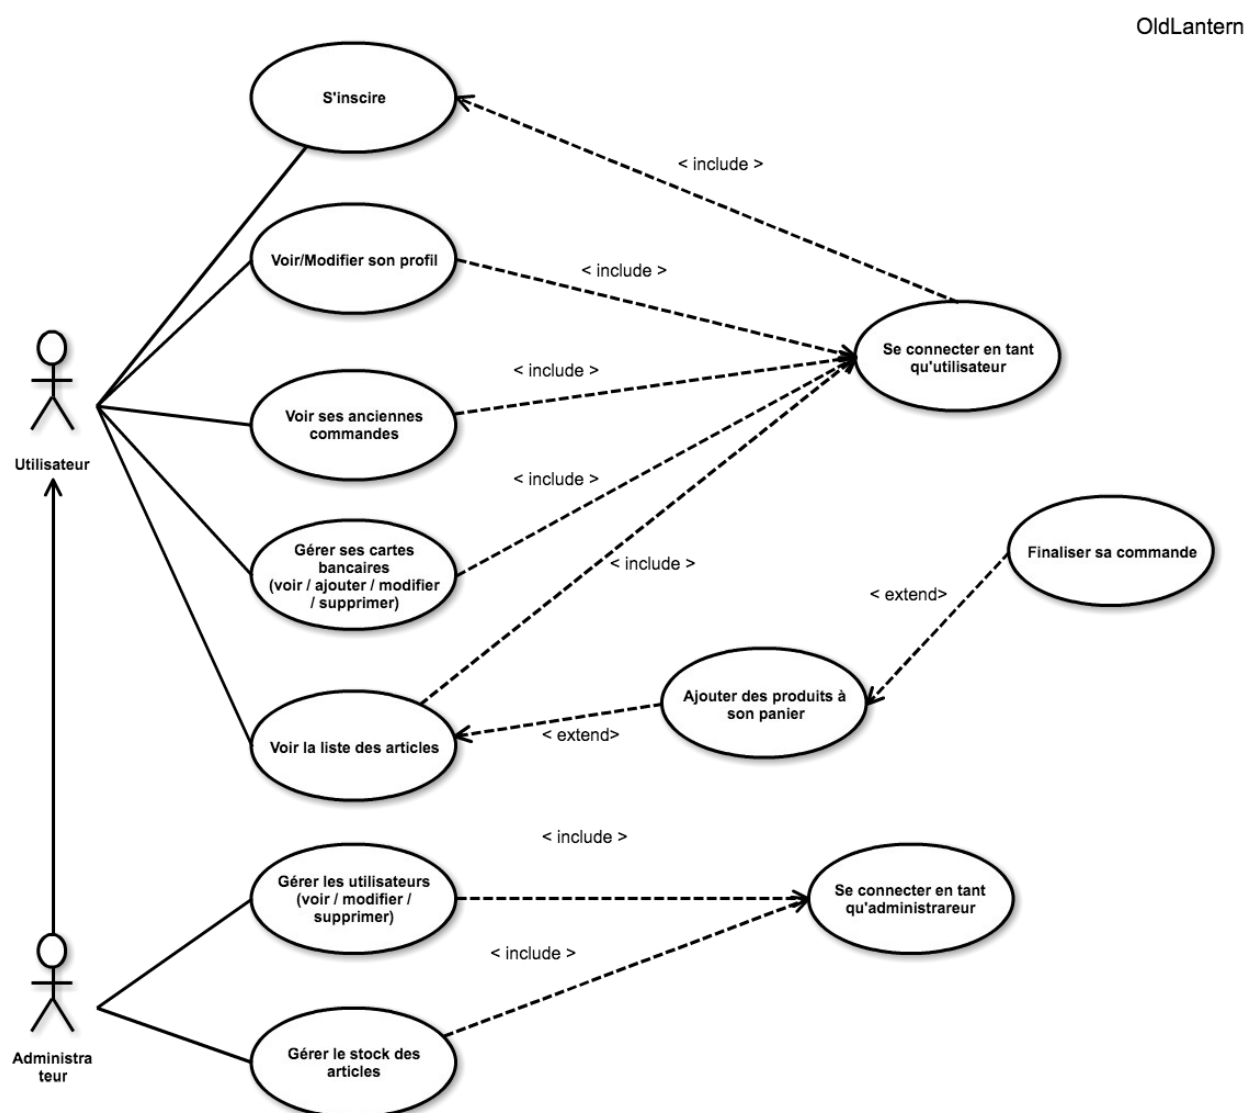 OldLantern
S'inscire
< include >
Voir/Modifier son profil
< include >
Se connecter en tant
qu'utilisateur
< include >
Voir ses anciennes
commandes
Utilisateur
< include >
Gérer ses cartes
bancaires
(voir / ajouter / modifier
/ supprimer)
< include >
Finaliser sa commande
< extend>
Ajouter des produits à
son panier
< extend>
Voir la liste des articles
< include >
Gérer les utilisateurs
(voir / modifier /
supprimer)
Se connecter en tant
qu'administrareur
< include >
Administra
teur
Gérer le stock des
articles